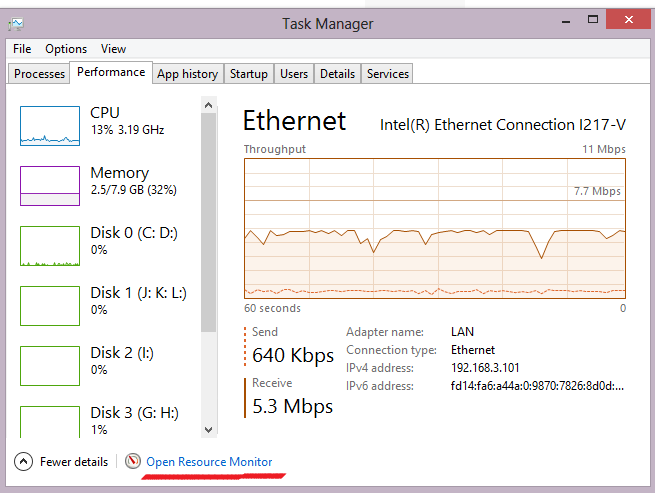 Task Manager
File Options View
Processes Performance App history Startup Users Details Services
CPU
13% 3.19 GHz
Memory
2.5/7.9 GB (32%)
Disk 0 (C: D:)
0%
Disk 1 (J: K: L:)
0%
Disk 2 (I:)
0%
Disk 3 (G: H:)
1%
Ethernet Intel(R) Ethernet Connection I217-V
Throughput 11 Mbps
7.7 Mbps
60 seconds 0
Send
640 Kbps
Receive
5.3 Mbps
Adapter name: LAN
Connection type: Ethernet
IPv4 address: 192.168.3.101
IPv6 address: fd14:fa6:a44a:0:9870:7826:8d0d:...
Fewer details Open Resource Monitor